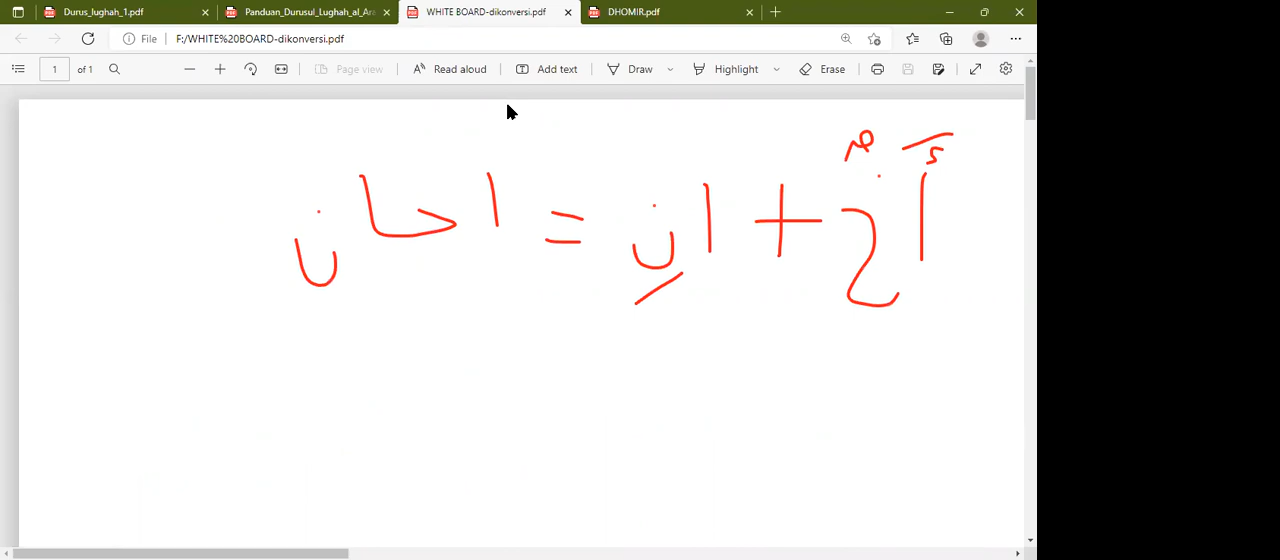 Durus_lughah_1.pdf Panduan_Durusul_Lughah_al_Ara WHITE BOARD-dikonversi.pdf DHOMIR.pdf
File F:/WHITE%20BOARD-dikonversi.pdf
1 of 1 Page view Read aloud Add text Draw Highlight Erase
أَخٌ + انِ = احان